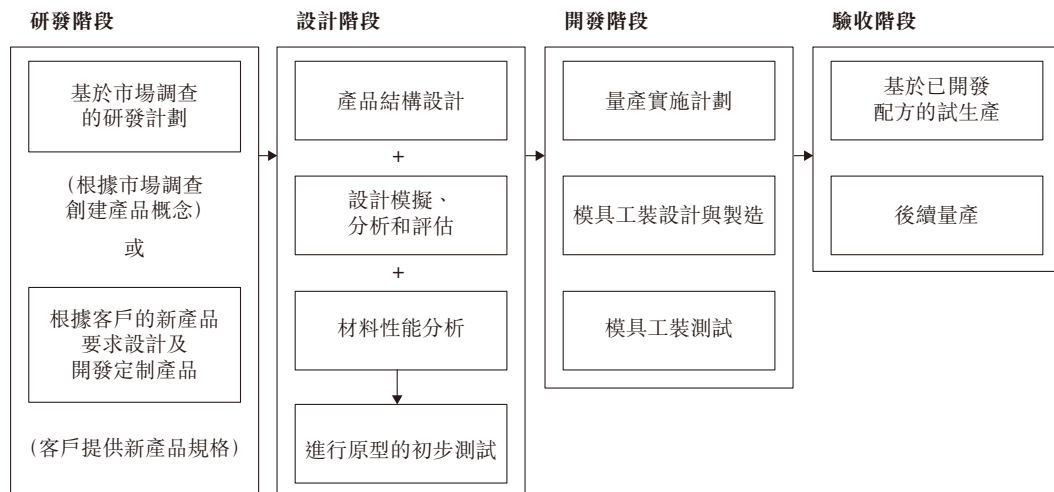 研發階段
基於市場調查
的研發計劃
(根據市場調查
創建產品概念)
或
根據客戶的新產品
要求設計及
開發定制產品
(客戶提供新產品規格)
設計階段
產品結構設計
+
設計模擬、
分析和評估
+
材料性能分析
進行原型的初步測試
開發階段
量產實施計劃
模具工裝設計與製造
模具工裝測試
驗收階段
基於已開發
配方的試生產
後續量產